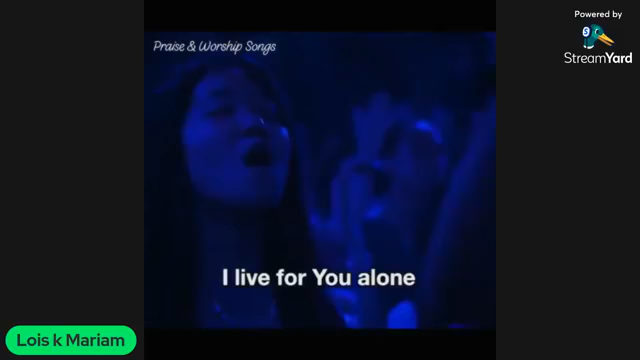 Powered by
StreamYard
Praise & Worship Songs
I live for You alone
Lois k Mariam